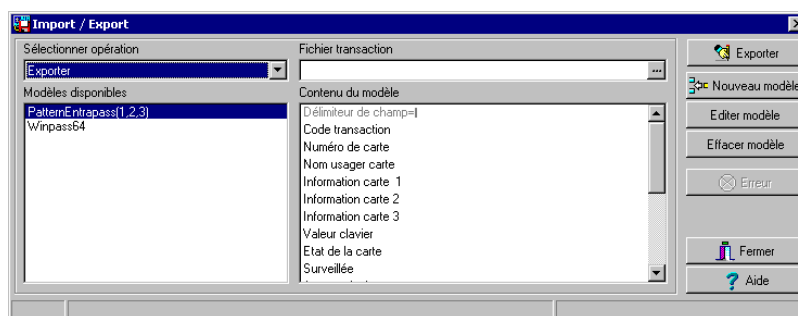 Import / Export
Sélectionner opération
Fichier transaction
Exporter
Exporter
...
Modèles disponibles
Contenu du modèle
Nouveau modèle
PatternEntrapass(1,2,3)
Délimiteur de champ=|
Editer modèle
Winpass64
Code transaction
Numéro de carte
Effacer modèle
Nom usager carte
Information carte 1
Erreur
Information carte 2
Information carte 3
Valeur clavier
Etat de la carte
Fermer
Surveillée
Aide